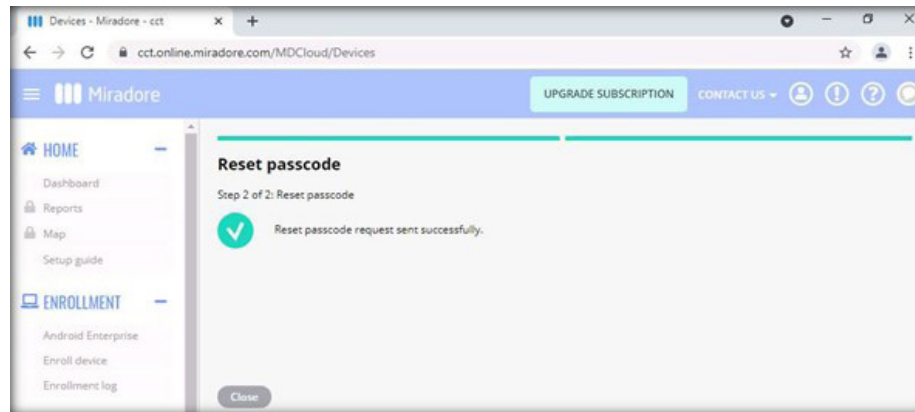 Devices - Miradore - cct
cct.online.miradore.com/MDCloud/Devices
Miradore
UPGRADE SUBSCRIPTION
CONTACT US
HOME
Dashboard
Reports
Map
Setup guide
ENROLLMENT
Android Enterprise
Enroll device
Enrollment log
Reset passcode
Step 2 of 2: Reset passcode
Reset passcode request sent successfully.
Close